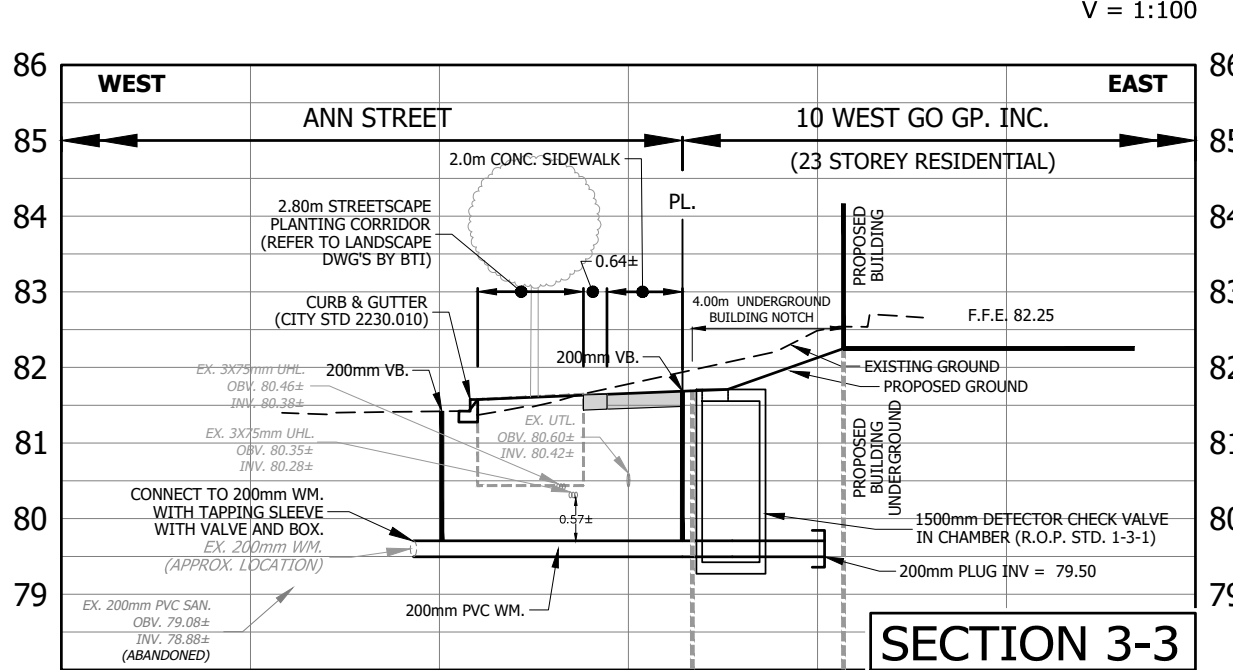 V = 1:100
86
WEST
EAST
86
ANN STREET
10 WEST GO GP. INC.
85
85
2.0m CONC. SIDEWALK
(23 STOREY RESIDENTIAL)
PL.
2.80m STREETSCAPE
PLANTING CORRIDOR
(REFER TO LANDSCAPE
DWG'S BY BTI)
84
84
PROPOSED
BUILDING
0.64±
83
83
CURB & GUTTER
(CITY STD 2230.010)
4.00m UNDERGROUND
BUILDING NOTCH
F.F.E. 82.25
200mm VB.
200mm VB.
82
82
EXISTING GROUND
PROPOSED GROUND
EX. 3X75mm UHL.
OBV. 80.46±
INV. 80.38±
EX. UTL.
OBV. 80.60±
INV. 80.42±
81
81
EX. 3X75mm UHL.
OBV. 80.35±
INV. 80.28±
PROPOSED
BUILDING
UNDERGROUND
CONNECT TO 200mm WM.
WITH TAPPING SLEEVE
WITH VALVE AND BOX.
EX. 200mm WM.
(APPROX. LOCATION)
80
80
0.57±
1500mm DETECTOR CHECK VALVE
IN CHAMBER (R.O.P. STD. 1-3-1)
200mm PLUG INV = 79.50
79
79
200mm PVC WM.
EX. 200mm PVC SAN.
OBV. 79.08±
INV. 78.88±
(ABANDONED)
SECTION 3-3